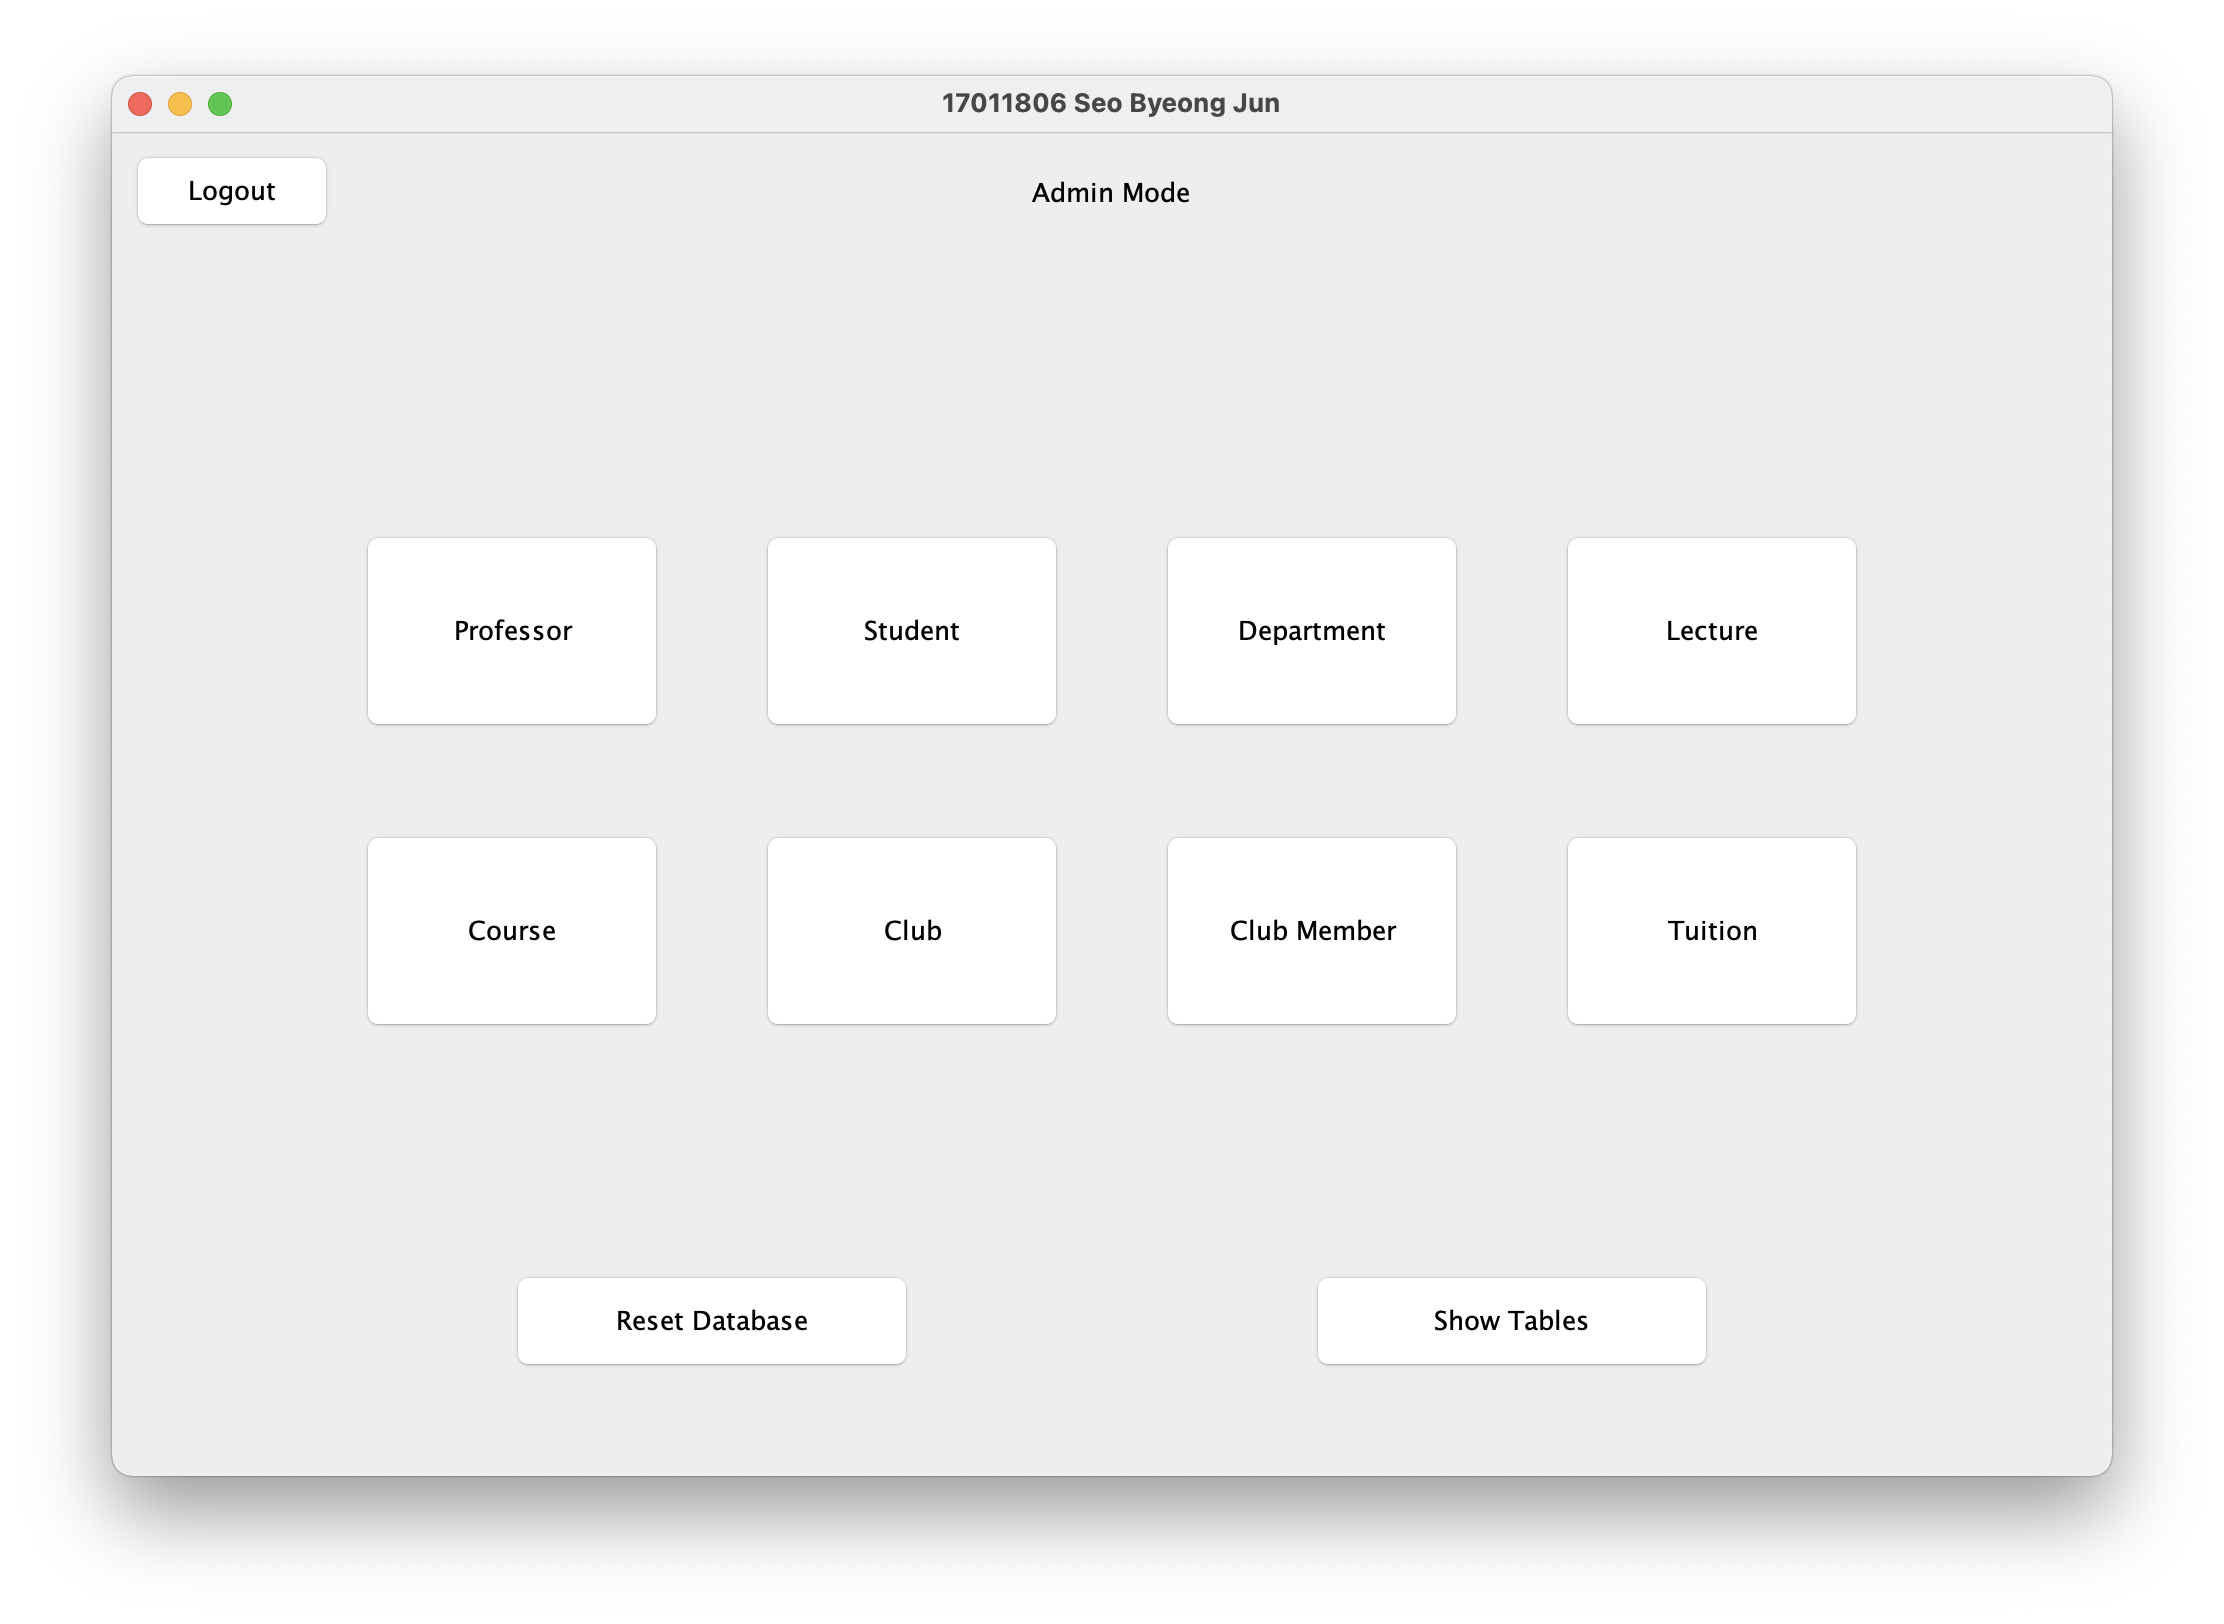 17011806 Seo Byeong Jun
Logout
Admin Mode
Professor
Student
Department
Lecture
Course
Club
Club Member
Tuition
Reset Database
Show Tables